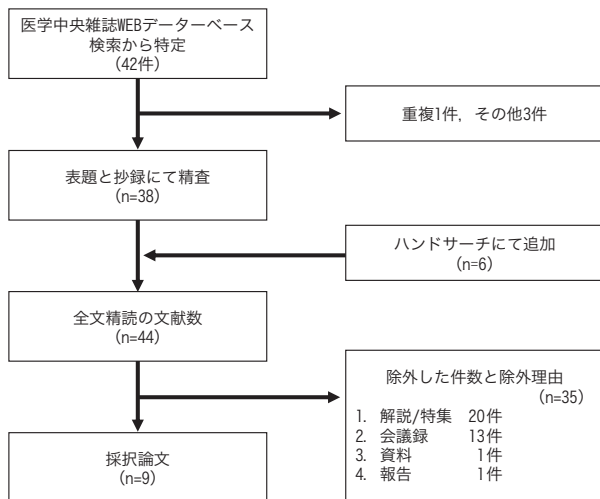 医学中央雑誌WEBデーターベース
検索から特定
(42件)
重複1件，その他3件
表題と抄録にて精査
(n=38)
ハンドサーチにて追加
(n=6)
全文精読の文献数
(n=44)
除外した件数と除外理由
(n=35)
1. 解説/特集 20件
2. 会議録 13件
3. 資料 1件
4. 報告 1件
採択論文
(n=9)